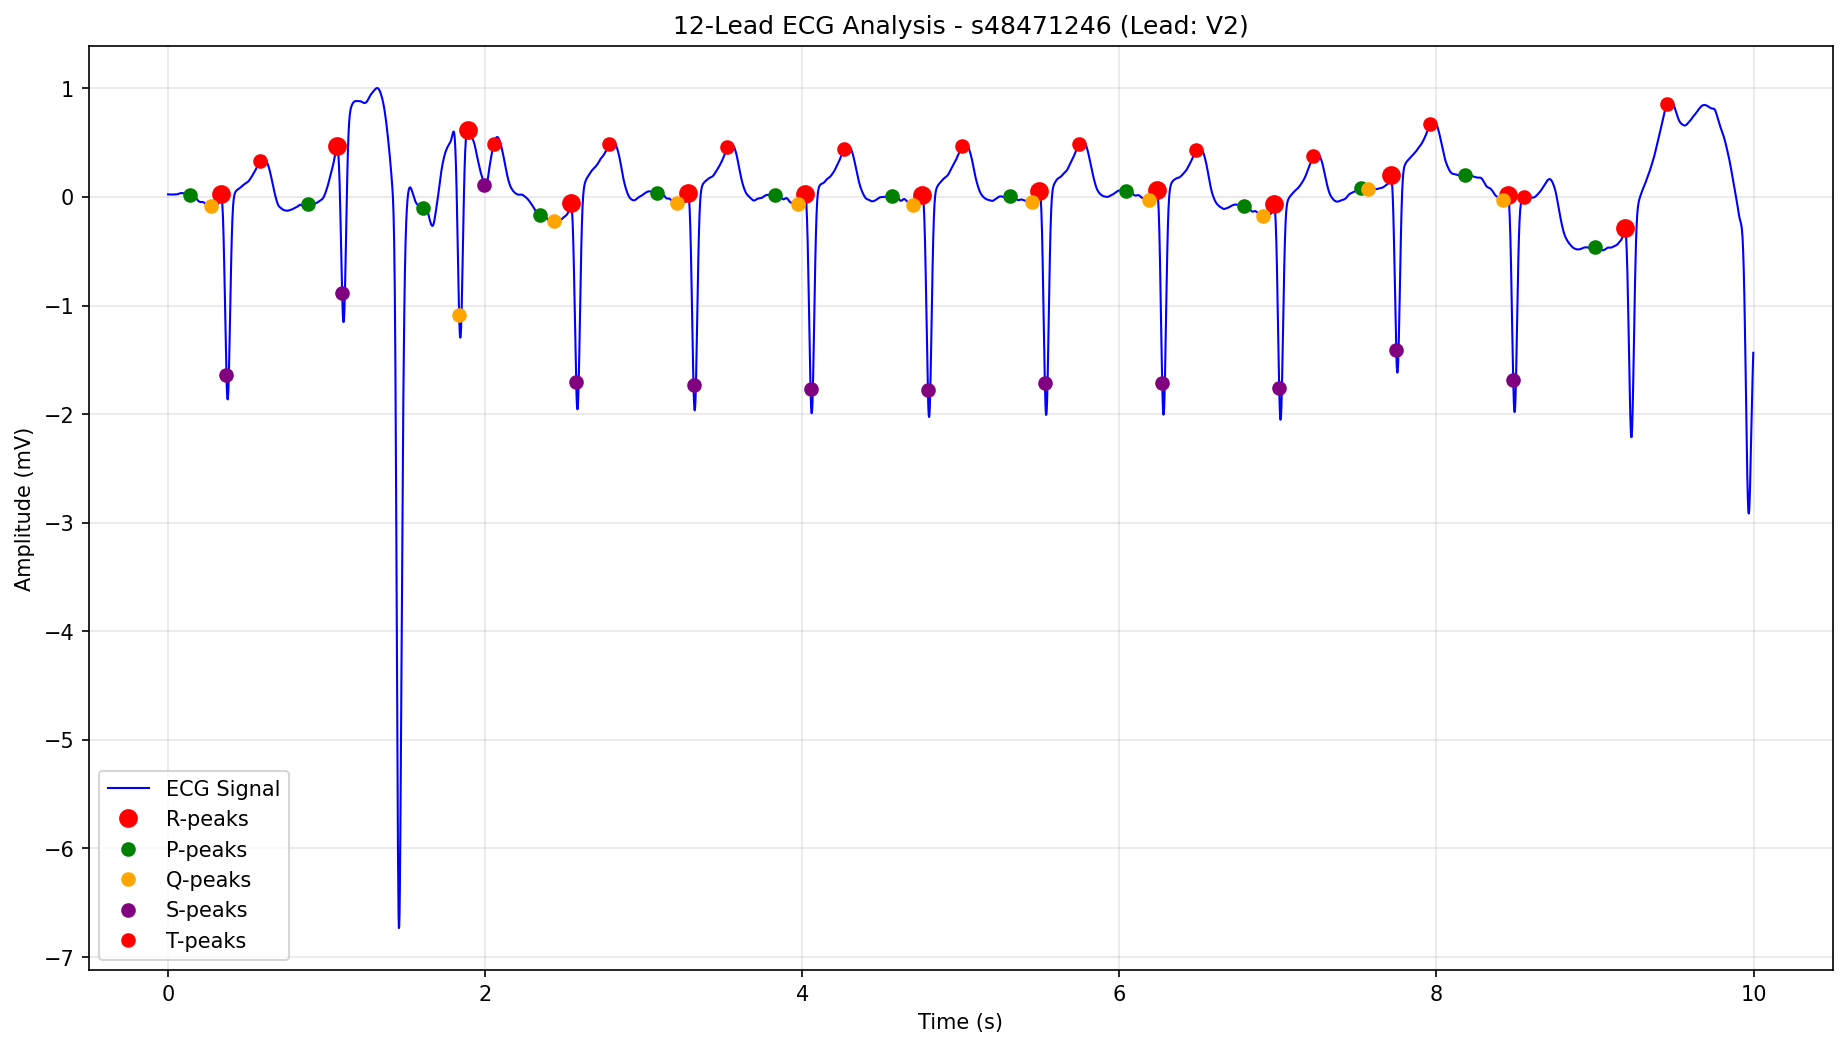 12-Lead ECG Analysis - s48471246 (Lead: V2)
1
0
−1
−2
−3
−4
−5
−6
−7
Amplitude (mV)
ECG Signal
R-peaks
P-peaks
Q-peaks
S-peaks
T-peaks
0 2 4 6 8 10
Time (s)